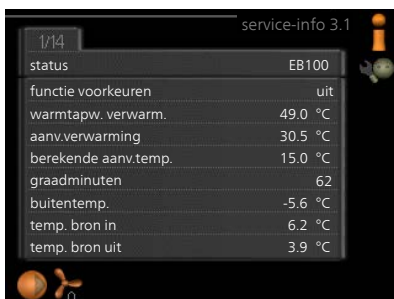 service-info 3.1
1/14
status EB100
functie voorkeuren uit
warmtapw. verwarm. 49.0 °C
aanv.verwarming 30.5 °C
berekende aanv.temp. 15.0 °C
graadminuten 62
buitentemp. -5.6 °C
temp. bron in 6.2 °C
temp. bron uit 3.9 °C
0